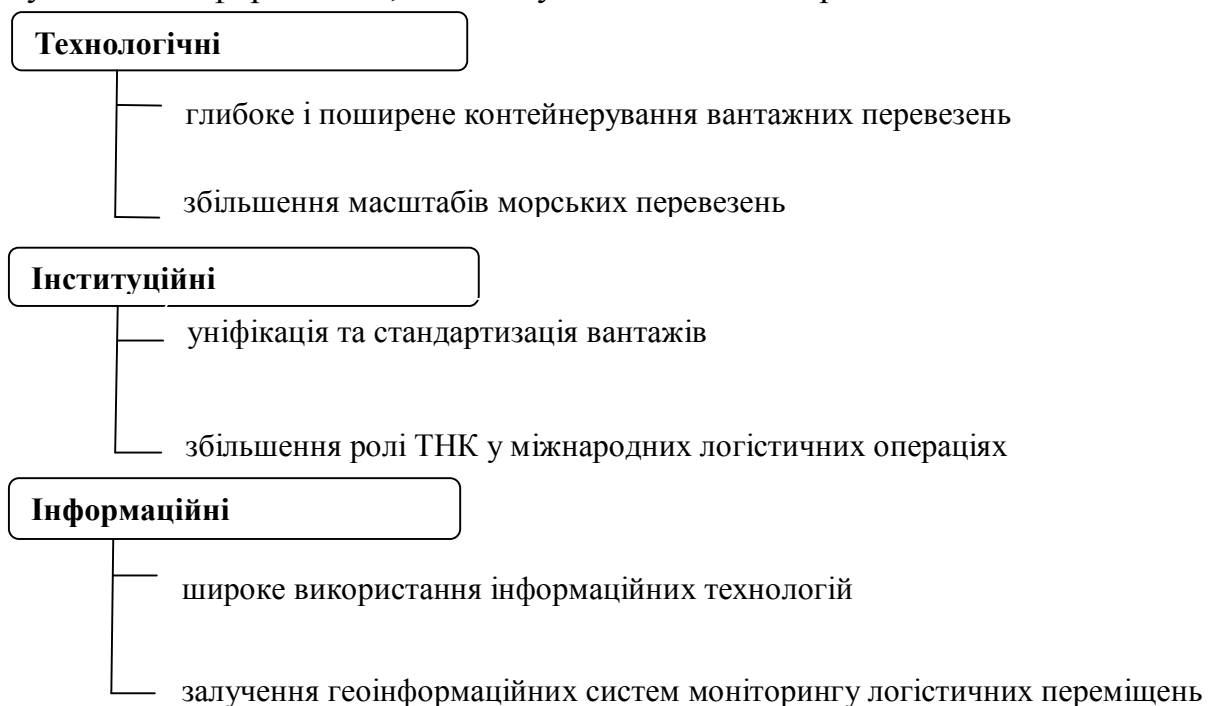 Технологічні
глибоке і поширене контейнерування вантажних перевезень
збільшення масштабів морських перевезень
Інституційні
уніфікація та стандартизація вантажів
збільшення ролі ТНК у міжнародних логістичних операціях
Інформаційні
широке використання інформаційних технологій
залучення геоінформаційних систем моніторингу логістичних переміщень